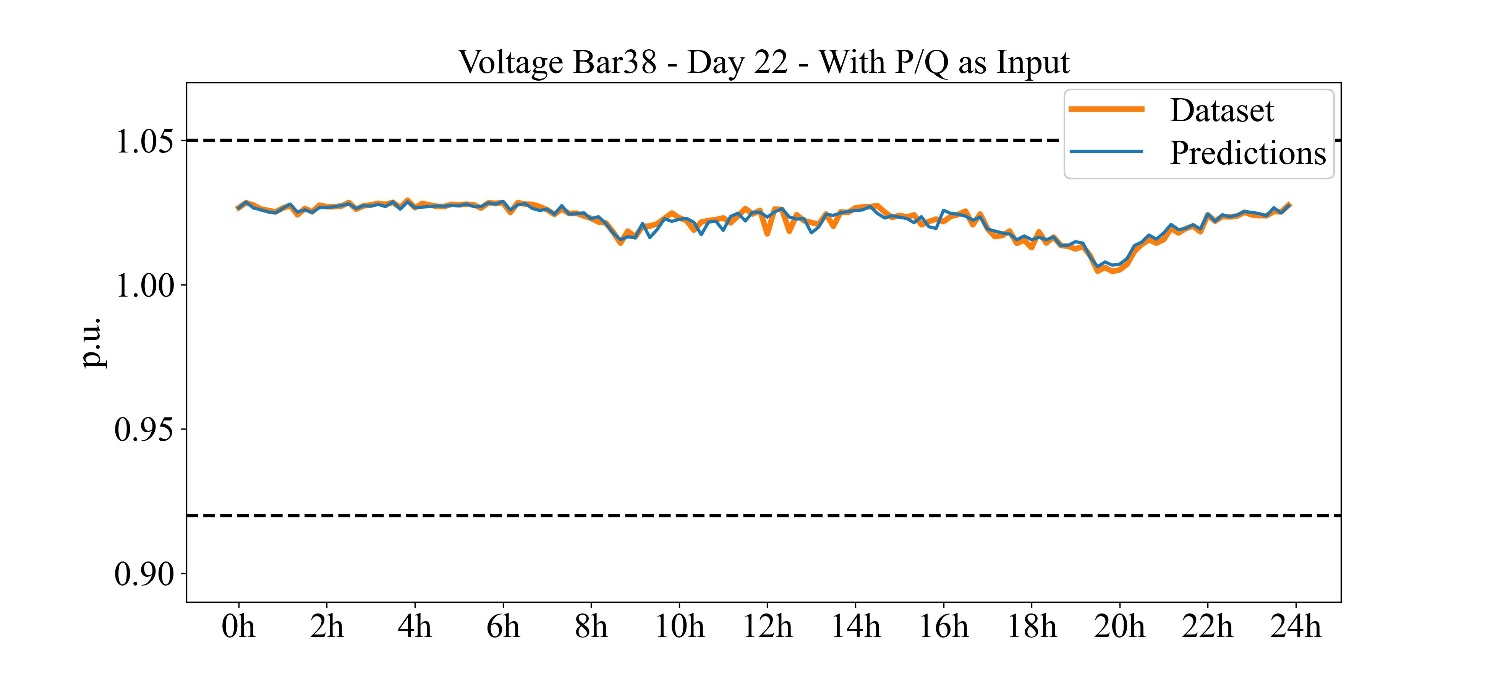 Voltage Bar38 - Day 22 - With P/Q as Input
Dataset
Predictions
1.05
1.00
0.95
0.90
p.u.
0h 2h 4h 6h 8h 10h 12h 14h 16h 18h 20h 22h 24h